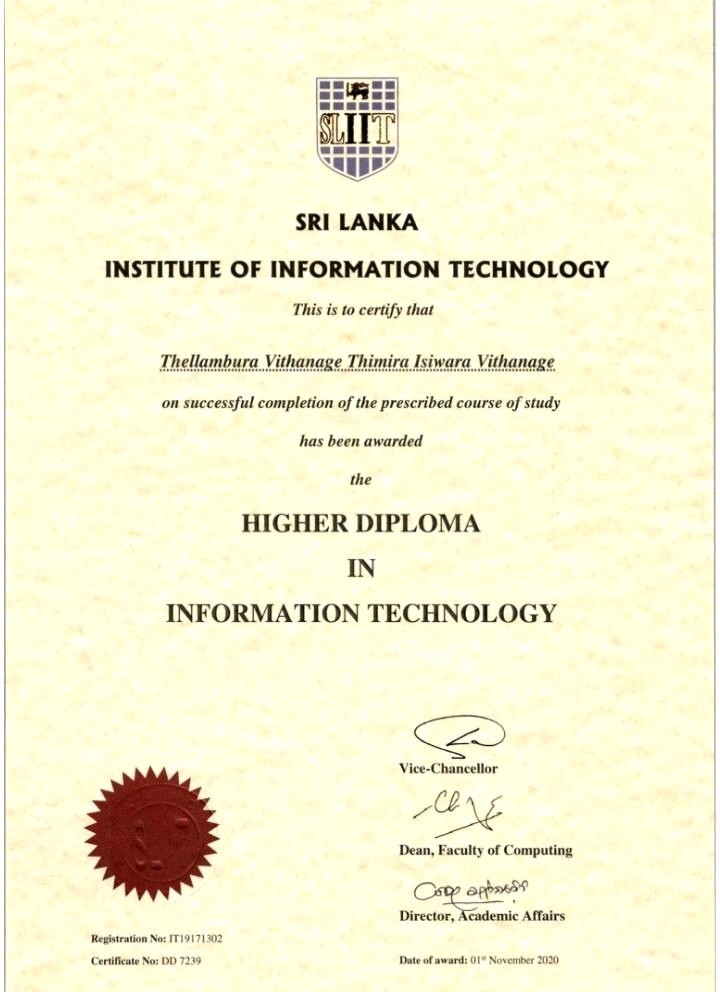 SLIIT
SRI LANKA
INSTITUTE OF INFORMATION TECHNOLOGY
This is to certify that
Thellambura Vithanage Thimira Isiwara Vithanage
on successful completion of the prescribed course of study
has been awarded
the
HIGHER DIPLOMA
IN
INFORMATION TECHNOLOGY
Vice-Chancellor
Dean, Faculty of Computing
Director, Academic Affairs
Registration No: IT19171302
Certificate No: DD 7239
Date of award: 01st November 2020